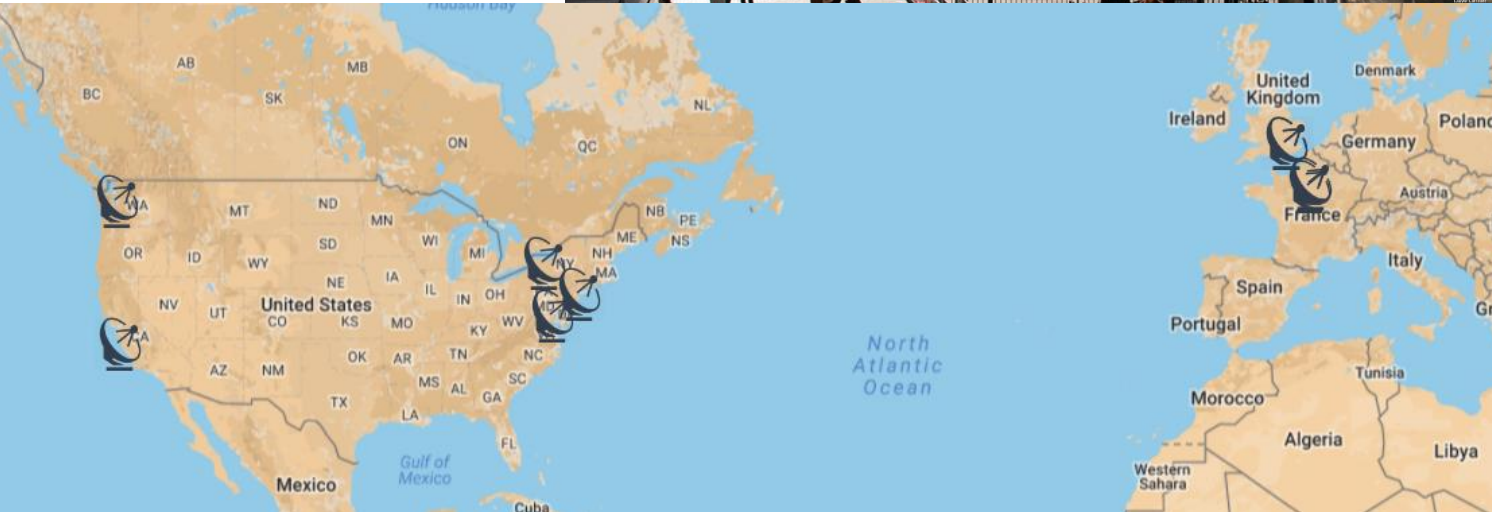 Hudson Bay
AB
MB
BC
SK
NL
ON
QC
United
Kingdom
Denmark
Ireland
Poland
Germany
WA
MT
ND
MN
NB
PE
Austria
France
OR
ID
SD
WI
MI
NY
NH
ME
NS
WY
MA
Italy
NE
IA
IL
IN
OH
MD
Spain
NV
UT
United States
CO
KS
MO
KY
WV
Portugal
Gr
CA
AZ
NM
OK
AR
TN
NC
North
Atlantic
Ocean
MS
AL
SC
GA
Tunisia
TX
LA
Morocco
FL
Algeria
Libya
Gulf of
Mexico
Mexico
Western
Sahara
Cuba